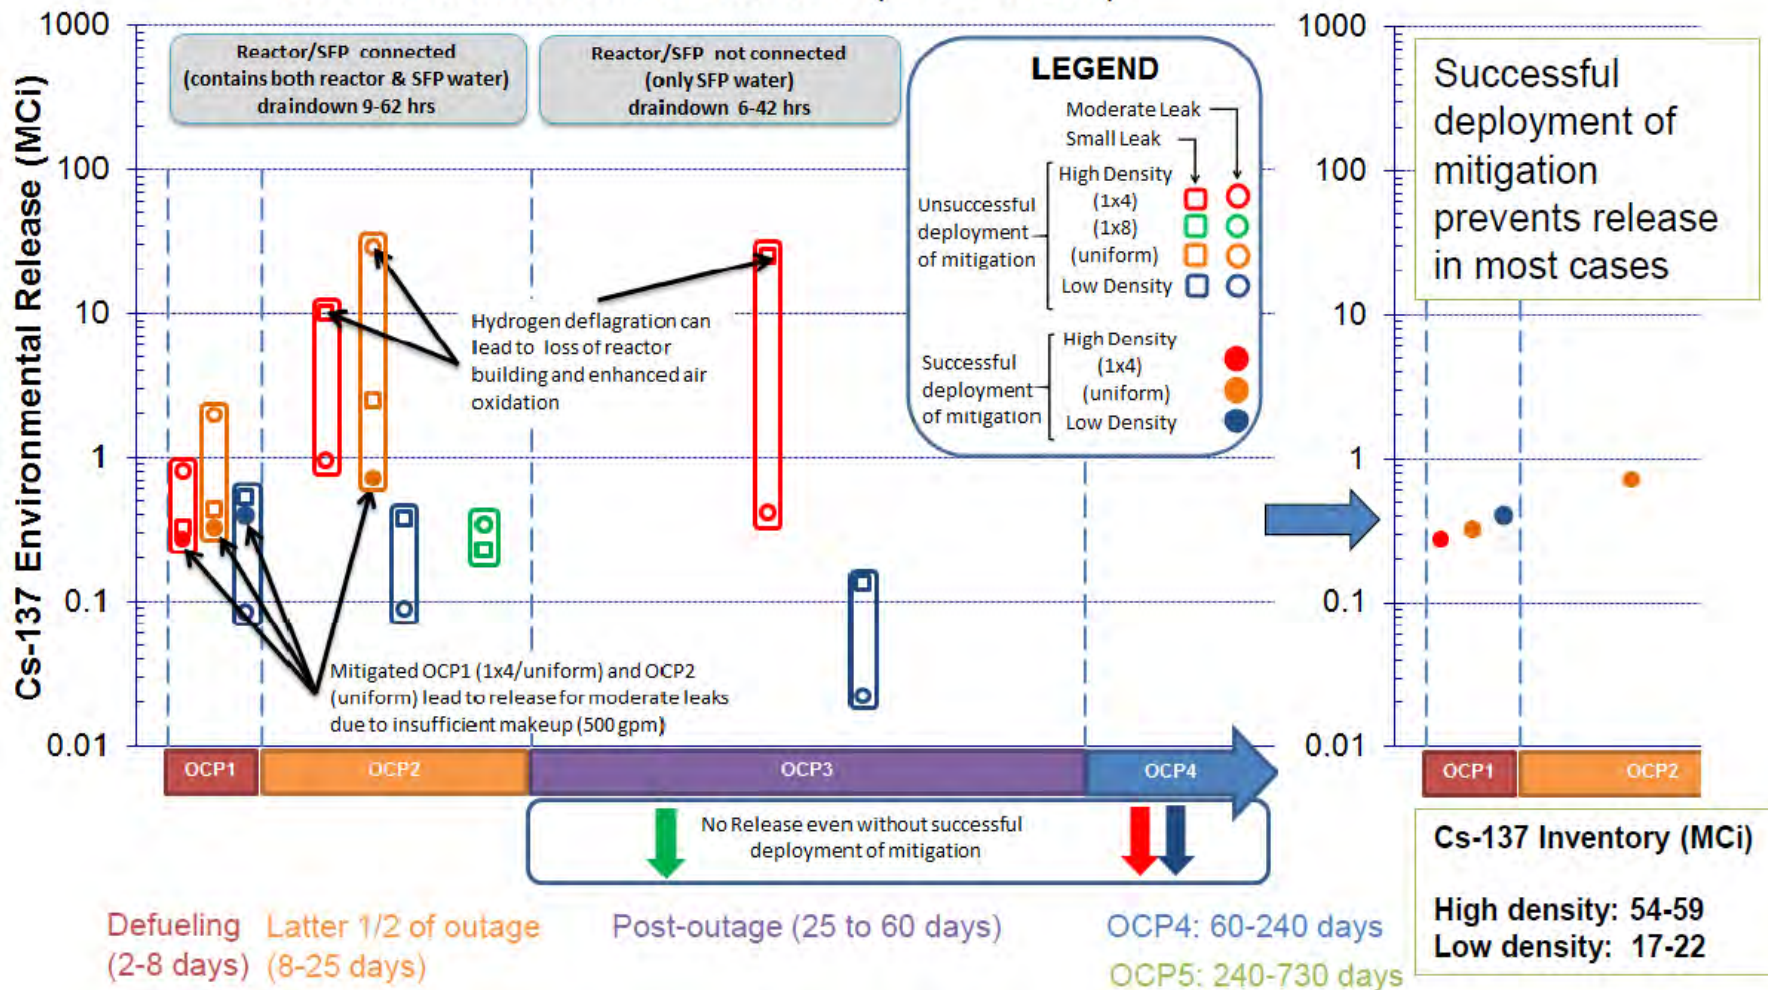 Cs-137 Environmental Release (MCi)
1000
100
10
1
0.1
0.01
Reactor/SFP connected
(contains both reactor & SFP water)
draindown 9-62 hrs
Reactor/SFP not connected
(only SFP water)
draindown 6-42 hrs
LEGEND
Moderate Leak
Small Leak
Unsuccessful
deployment
of mitigation
High Density
(1x4)
(1x8)
(uniform)
Low Density
Successful
deployment
of mitigation
High Density
(1x4)
(uniform)
Low Density
Hydrogen deflagration can
lead to loss of reactor
building and enhanced air
oxidation
Mitigated OCP1 (1x4/uniform) and OCP2
(uniform) lead to release for moderate leaks
due to insufficient makeup (500 gpm)
OCP1
OCP2
OCP3
OCP4
No Release even without successful
deployment of mitigation
Defueling
(2-8 days)
Latter 1/2 of outage
(8-25 days)
Post-outage (25 to 60 days)
OCP4: 60-240 days
OCP5: 240-730 days
1000
100
10
1
0.1
0.01
Successful
deployment of
mitigation
prevents release
in most cases
OCP1
OCP2
Cs-137 Inventory (MCi)
High density: 54-59
Low density: 17-22